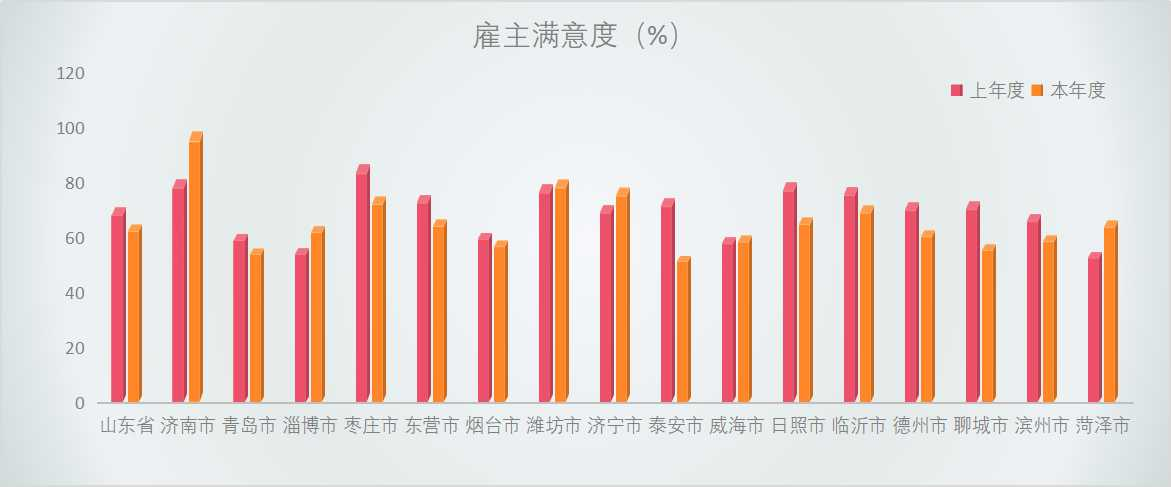 雇主满意度（%）
上年度 本年度
120
100
80
60
40
20
0
山东省 济南市 青岛市 淄博市 枣庄市 东营市 烟台市 潍坊市 济宁市 泰安市 威海市 日照市 临沂市 德州市 聊城市 滨州市 菏泽市